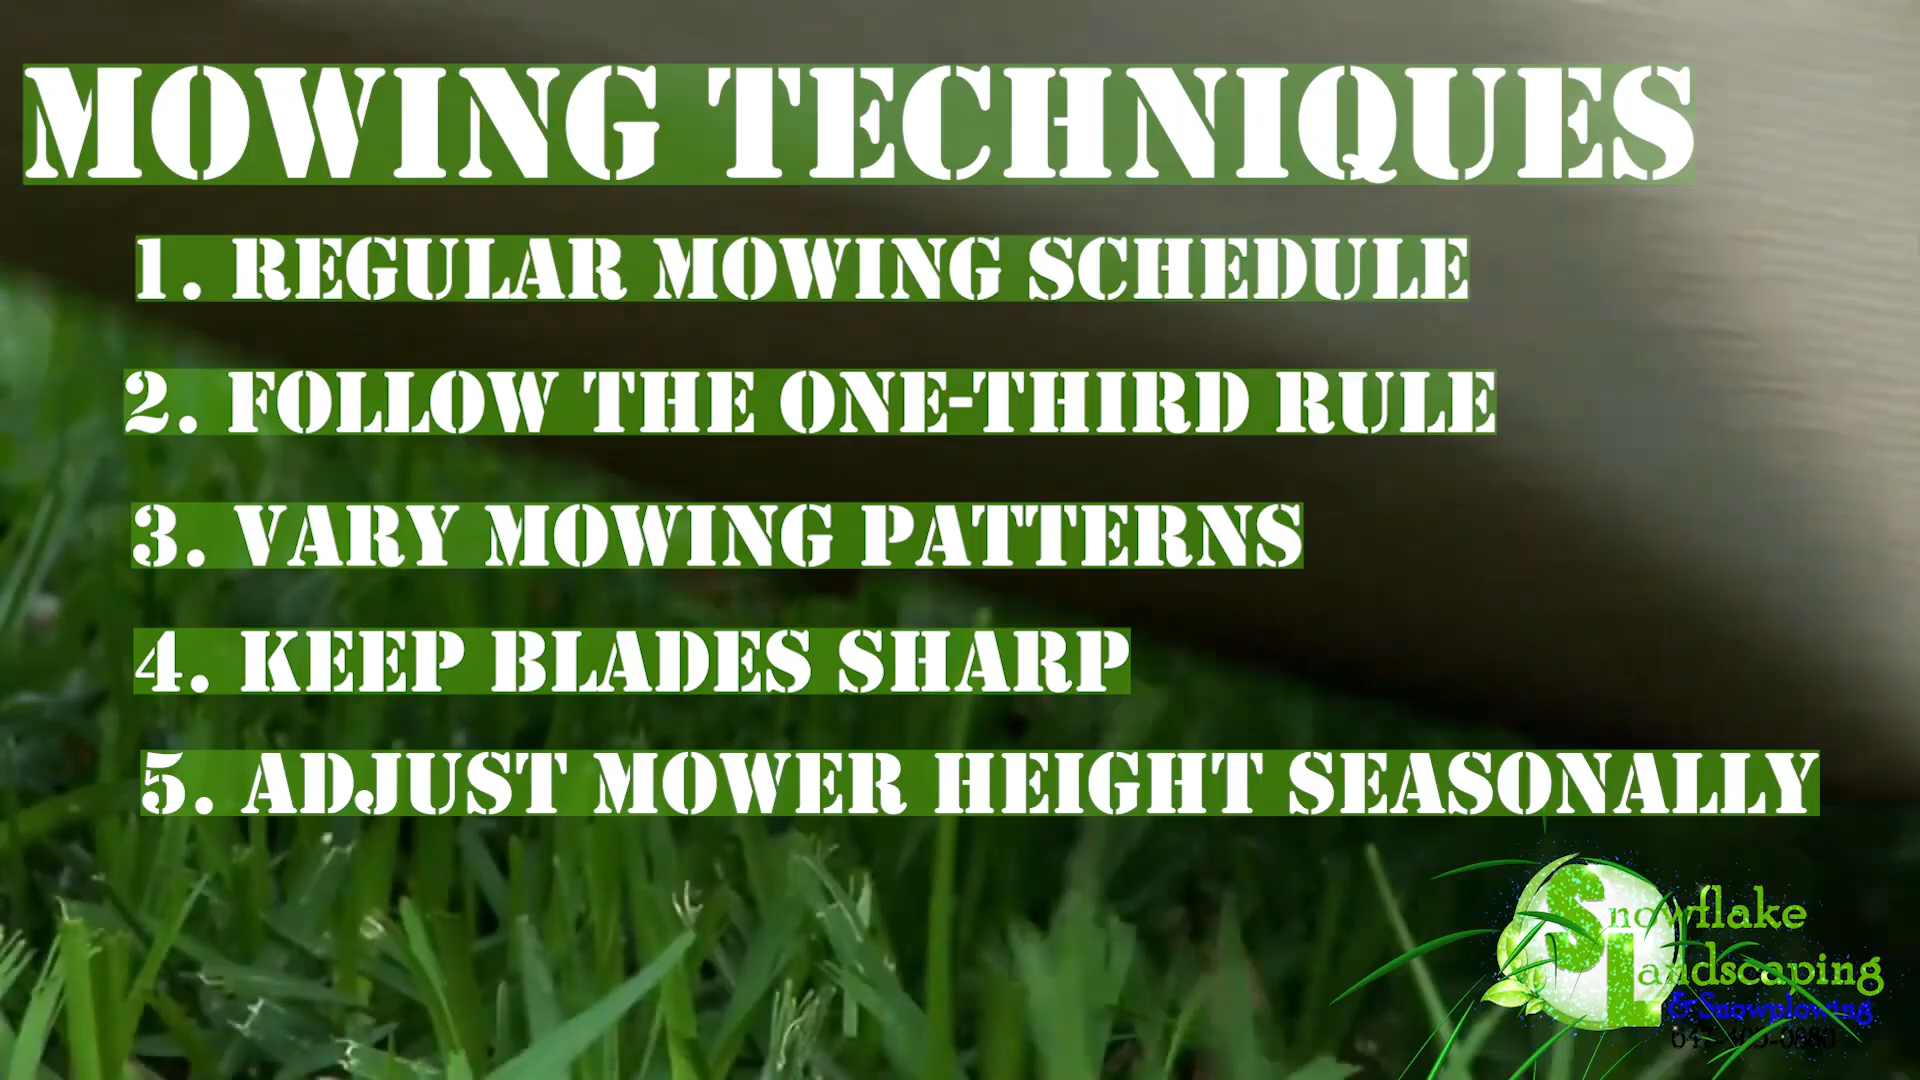 MOWING TECHNIQUES
1. REGULAR MOWING SCHEDULE
2. FOLLOW THE ONE-THIRD RULE
3. VARY MOWING PATTERNS
4. KEEP BLADES SHARP
5. ADJUST MOWER HEIGHT SEASONALLY
Snowflake
Landscaping
& Snowplowing